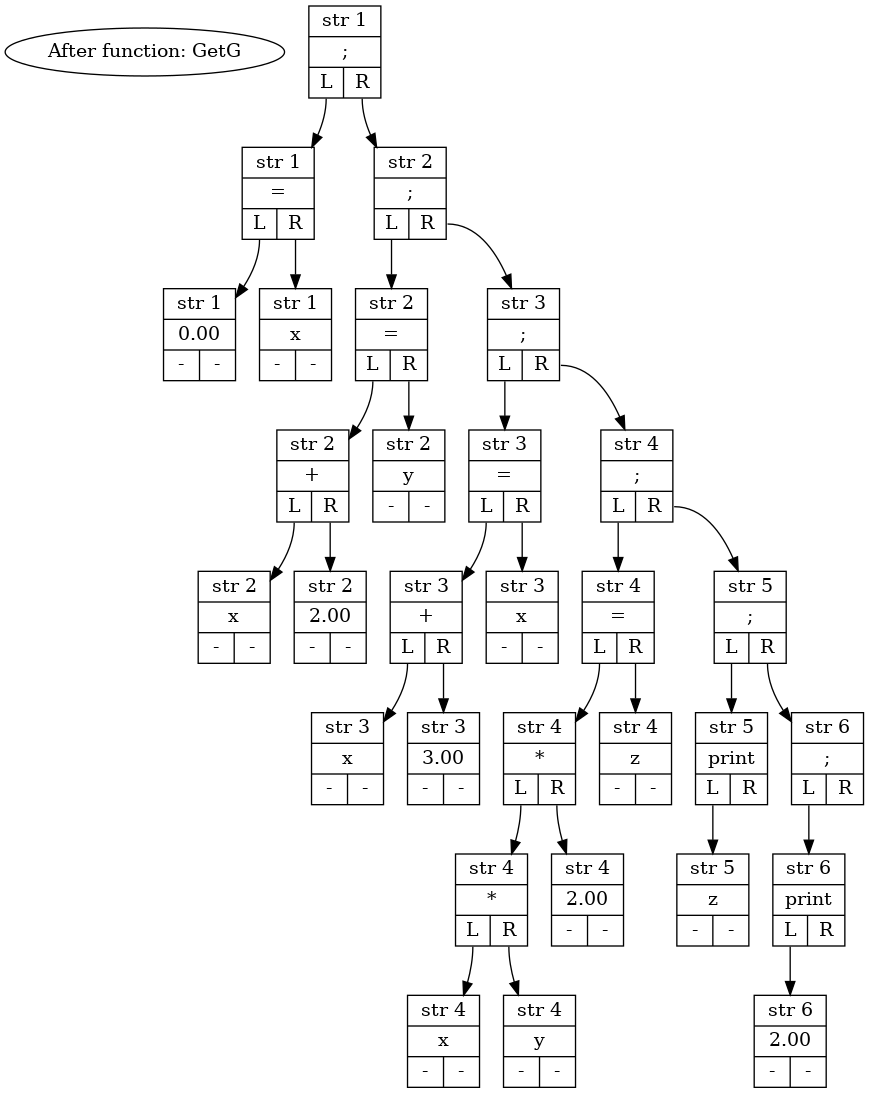 After function: GetG
str 1
;
L R
str 1
=
L R
str 2
;
L R
str 1
0.00
- -
str 1
x
- -
str 2
=
L R
str 3
;
L R
str 2
+
L R
str 2
y
- -
str 3
=
L R
str 4
;
L R
str 2
x
- -
str 2
2.00
- -
str 3
+
L R
str 3
x
- -
str 4
=
L R
str 5
;
L R
str 3
x
- -
str 3
3.00
- -
str 4
*
L R
str 4
z
- -
str 5
print
L R
str 6
;
L R
str 4
*
L R
str 4
2.00
- -
str 5
z
- -
str 6
print
L R
str 4
x
- -
str 4
y
- -
str 6
2.00
- -